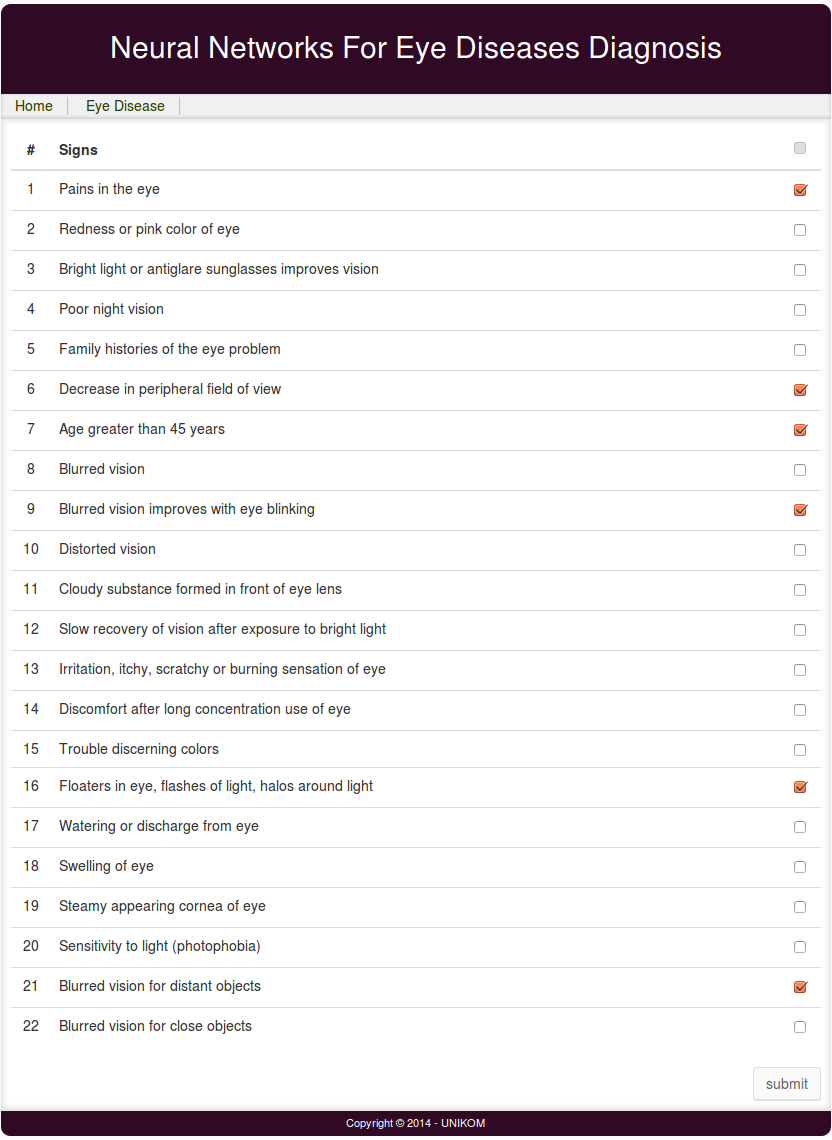 Neural Networks For Eye Diseases Diagnosis
Home Eye Disease
# Signs
1 Pains in the eye
2 Redness or pink color of eye
3 Bright light or antiglare sunglasses improves vision
4 Poor night vision
5 Family histories of the eye problem
6 Decrease in peripheral field of view
7 Age greater than 45 years
8 Blurred vision
9 Blurred vision improves with eye blinking
10 Distorted vision
11 Cloudy substance formed in front of eye lens
12 Slow recovery of vision after exposure to bright light
13 Irritation, itchy, scratchy or burning sensation of eye
14 Discomfort after long concentration use of eye
15 Trouble discerning colors
16 Floaters in eye, flashes of light, halos around light
17 Watering or discharge from eye
18 Swelling of eye
19 Steamy appearing cornea of eye
20 Sensitivity to light (photophobia)
21 Blurred vision for distant objects
22 Blurred vision for close objects
submit
Copyright © 2014 - UNIKOM